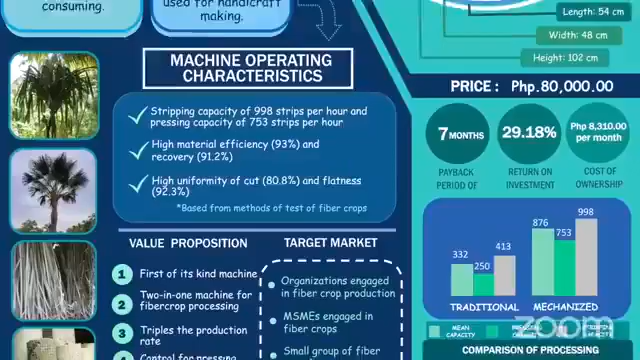 consuming.
used for handicraft
making.
MACHINE OPERATING
CHARACTERISTICS
Stripping capacity of 998 strips per hour and
pressing capacity of 753 strips per hour
High material efficiency (93%) and
recovery (91.2%)
High uniformity of cut (80.8%) and flatness
(92.3%)
*Based from methods of test of fiber crops
VALUE PROPOSITION
1 First of its kind machine
2 Two-in-one machine for
fibercrop processing
3 Triples the production
rate
4 Control for pressing
TARGET MARKET
Organizations engaged
in fiber crop production
MSMEs engaged in
fiber crops
Small group of fiber
Length: 54 cm
Width: 48 cm
Height: 102 cm
PRICE: Php.80,000.00
7 MONTHS
PAYBACK
PERIOD OF
29.18%
RETURN ON
INVESTMENT
Php 8,310.00
per month
COST OF
OWNERSHIP
332
250
413
876
753
998
TRADITIONAL
MECHANIZED
MEAN
CAPACITY
CAPACITY
zoom
COMPARISON OF PROCESSING